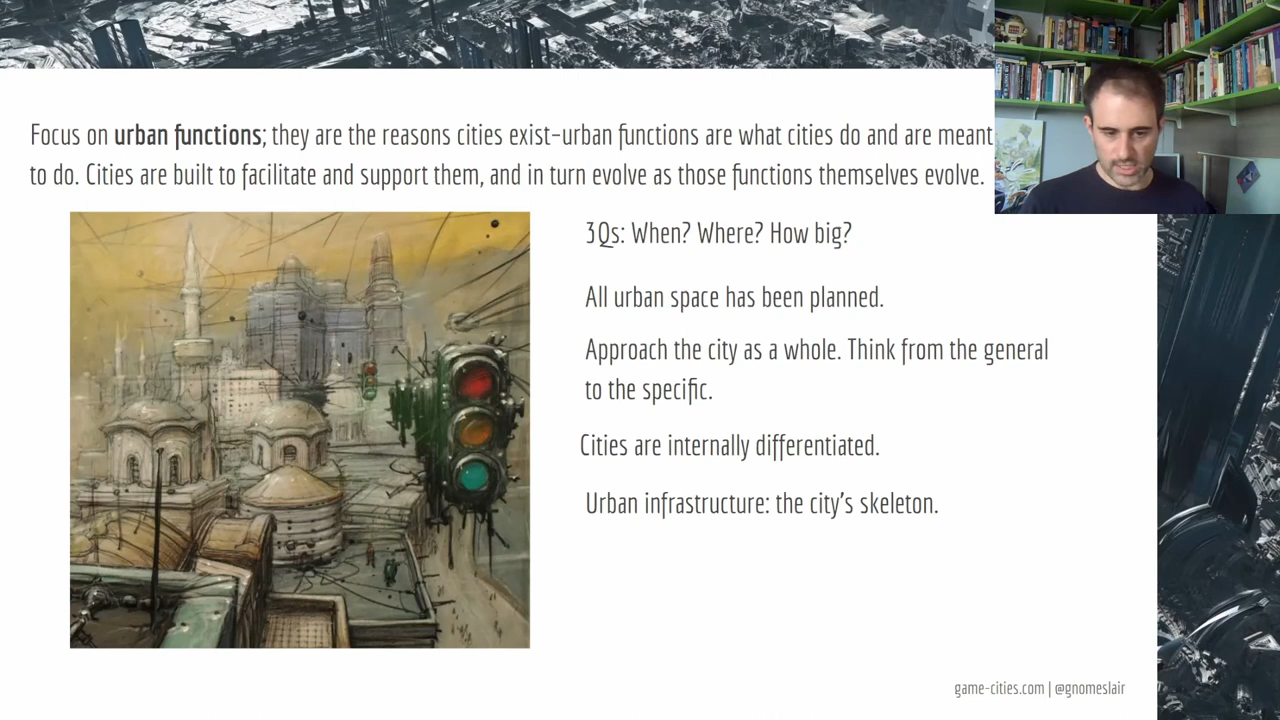 Focus on urban functions; they are the reasons cities exist–urban functions are what cities do and are meant
to do. Cities are built to facilitate and support them, and in turn evolve as those functions themselves evolve.
3Qs: When? Where? How big?
All urban space has been planned.
Approach the city as a whole. Think from the general
to the specific.
Cities are internally differentiated.
Urban infrastructure: the city’s skeleton.
game-cities.com | @gnomeslair